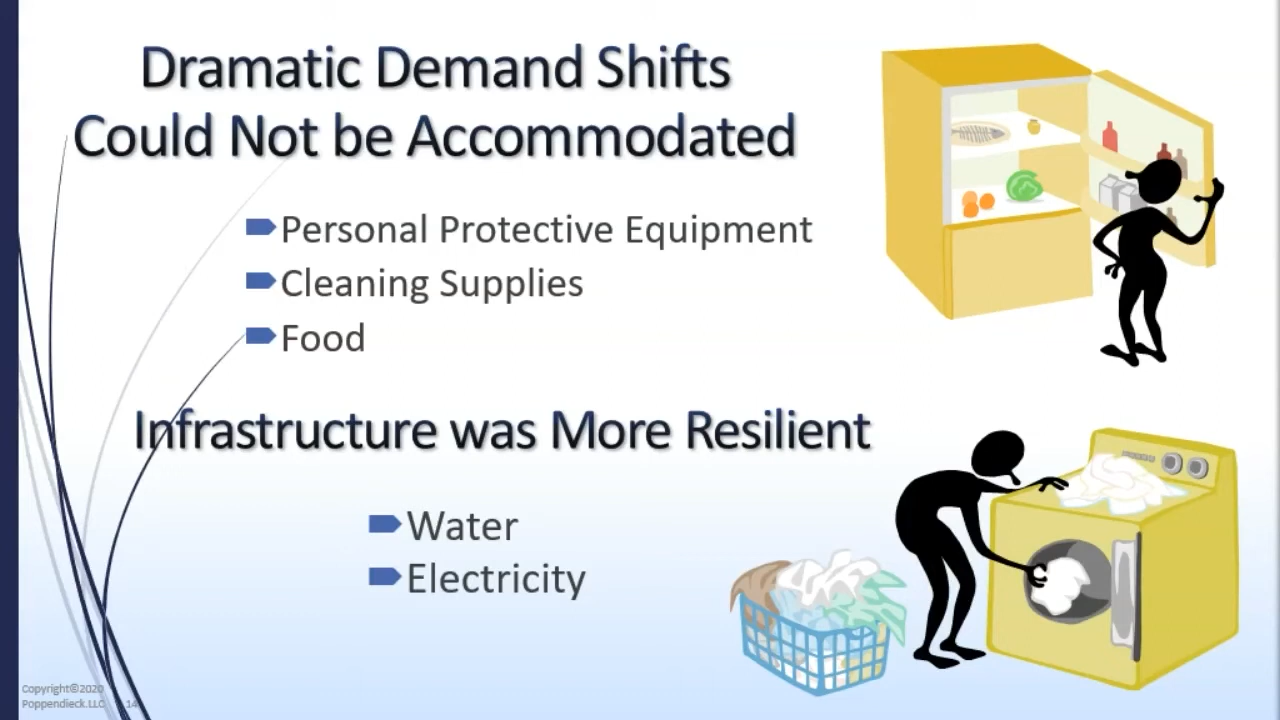 Dramatic Demand Shifts
Could Not be Accommodated
Personal Protective Equipment
Cleaning Supplies
Food
Infrastructure was More Resilient
Water
Electricity
Copyright©2020
Poppendieck.LLC 14